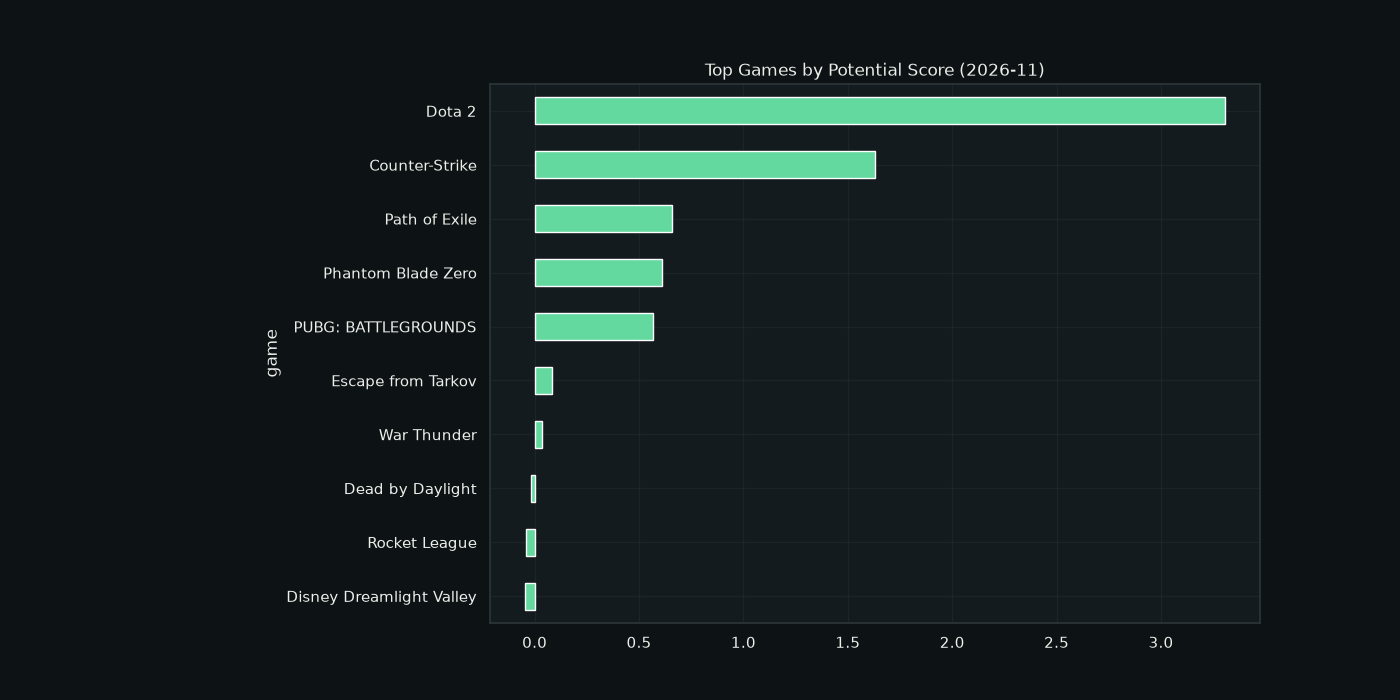 Top Games by Potential Score (2026-11)
Dota 2
Counter-Strike
Path of Exile
Phantom Blade Zero
PUBG: BATTLEGROUNDS
game
Escape from Tarkov
War Thunder
Dead by Daylight
Rocket League
Disney Dreamlight Valley
0.0 0.5 1.0 1.5 2.0 2.5 3.0